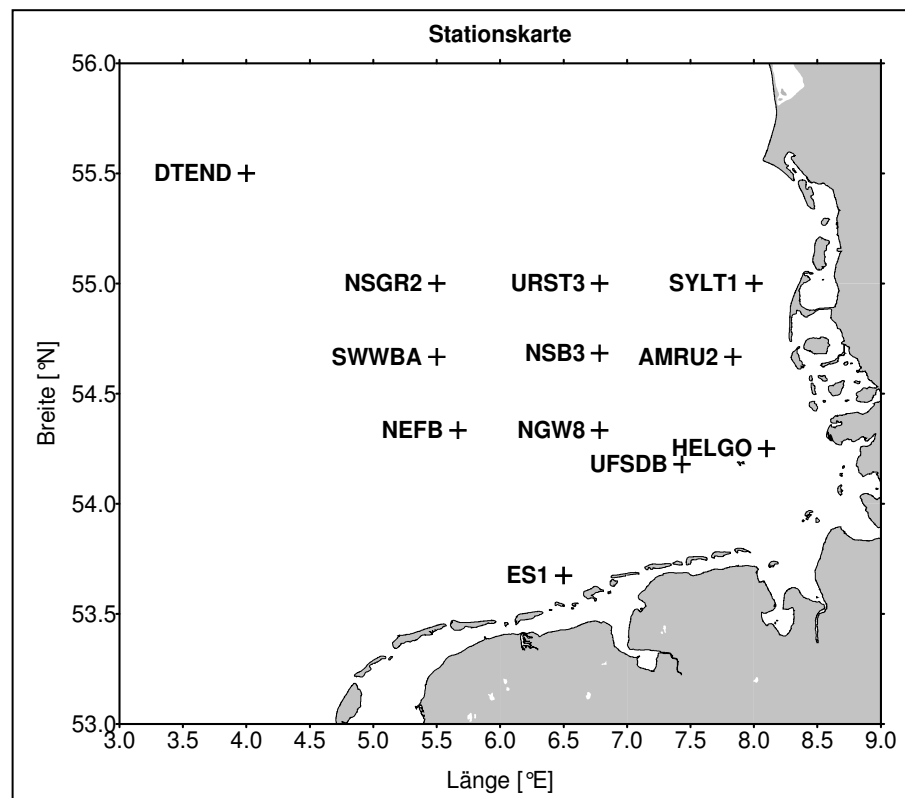 Stationskarte
56.0
DTEND
55.5
NSGR2 URST3 SYLT1
55.0
SWWBA NSB3 AMRU2
54.5
NEFB NGW8
HELGO
UFSDB
54.0
ES1
53.5
53.0
Breite [°N]
3.0 3.5 4.0 4.5 5.0 5.5 6.0 6.5 7.0 7.5 8.0 8.5 9.0
Länge [°E]